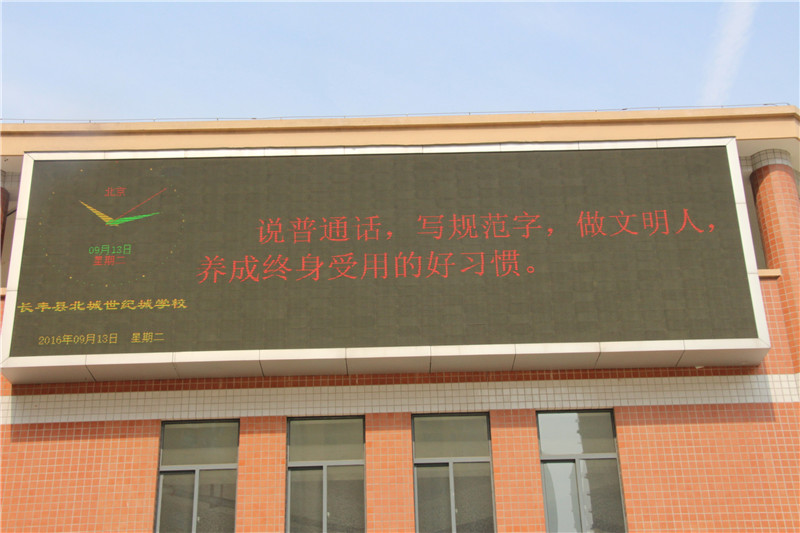 北京
09月13日
星期二
长丰县北城世纪城学校
2016年09月13日 星期二
说普通话，写规范字，做文明人，
养成终身受用的好习惯。